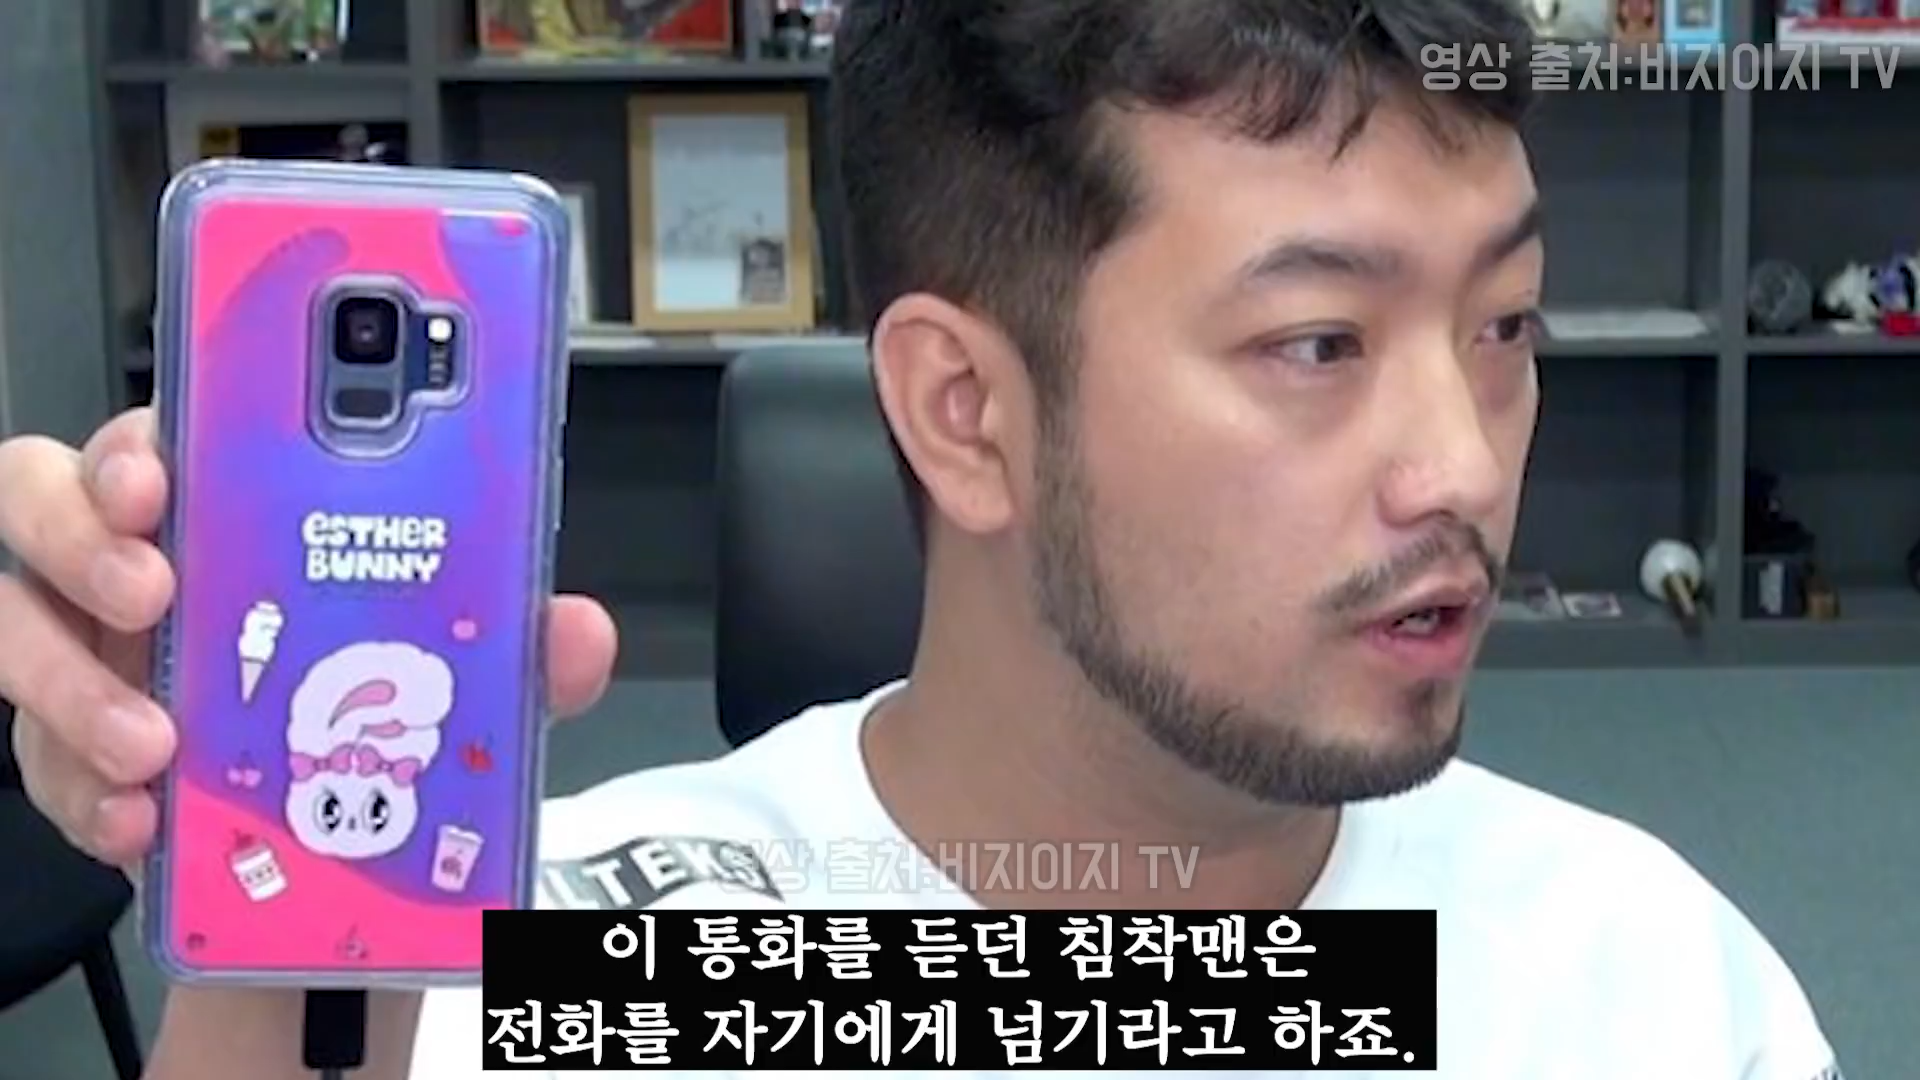 영상 출처:비지이지 TV
ESTHER
BUNNY
LTEK
영상 출처:비지이지 TV
이 통화를 듣던 침착맨은
전화를 자기에게 넘기라고 하죠.